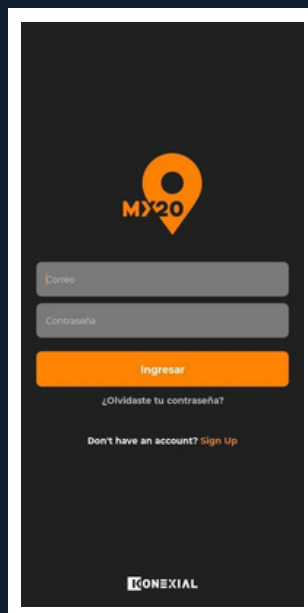 MX20
Correo
Contraseña
Ingresar
¿Olvidaste tu contraseña?
Don't have an account? Sign Up
KONEXIAL